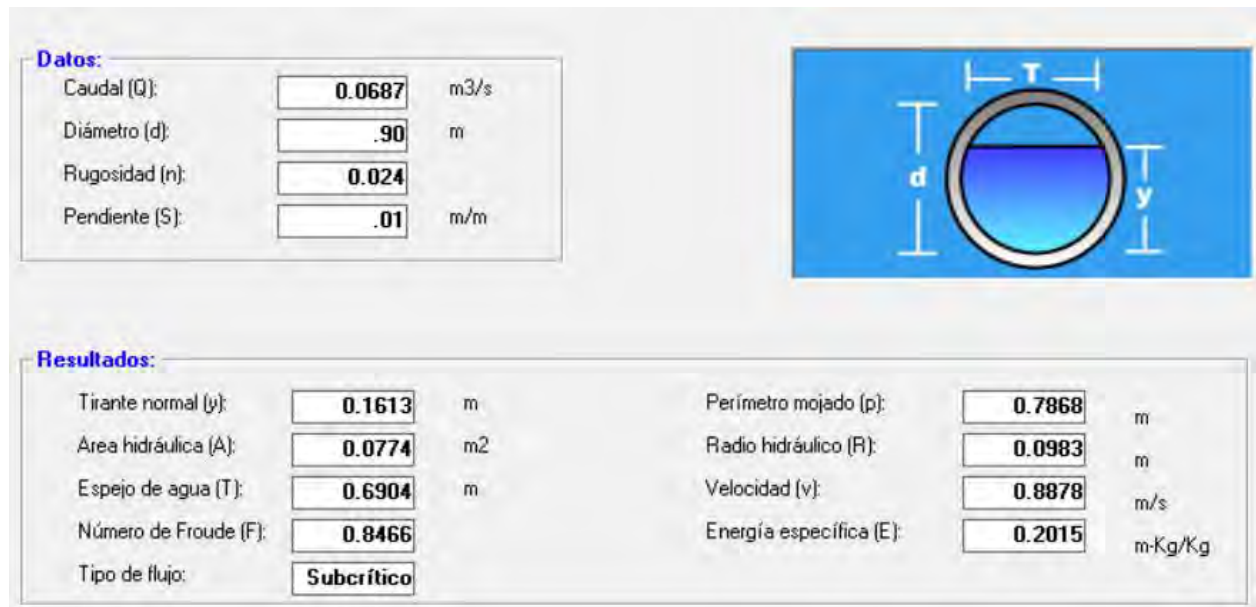 Datos:
Caudal (Q): 0.0687 m3/s
Diámetro (d): .90 m
Rugosidad (n): 0.024
Pendiente (S): .01 m/m
T
d
y
Resultados:
Tirante normal (y): 0.1613 m Perímetro mojado (p): 0.7868 m
Area hidráulica (A): 0.0774 m2 Radio hidráulico (R): 0.0983 m
Espejo de agua (T): 0.6904 m Velocidad (v): 0.8878 m/s
Número de Froude (F): 0.8466 Energía específica (E): 0.2015 m-Kg/Kg
Tipo de flujo: Subcrítico